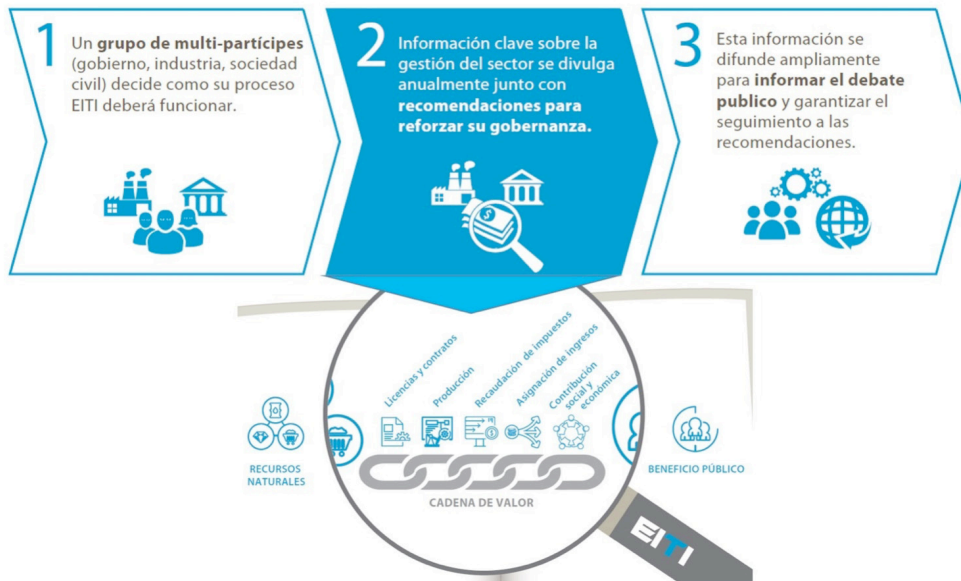 1
Un grupo de multi-partícipes
(gobierno, industria, sociedad
civil) decide como su proceso
EITI deberá funcionar.
2
Información clave sobre la
gestión del sector se divulga
anualmente junto con
recomendaciones para
reforzar su gobernanza.
3
Esta información se
difunde ampliamente
para informar el debate
publico y garantizar el
seguimiento a las
recomendaciones.
Licencias y contratos
Producción
Recaudación de impuestos
Asignación de ingresos
Contribución
social y
económica
RECURSOS
NATURALES
CADENA DE VALOR
BENEFICIO PÚBLICO
EITI